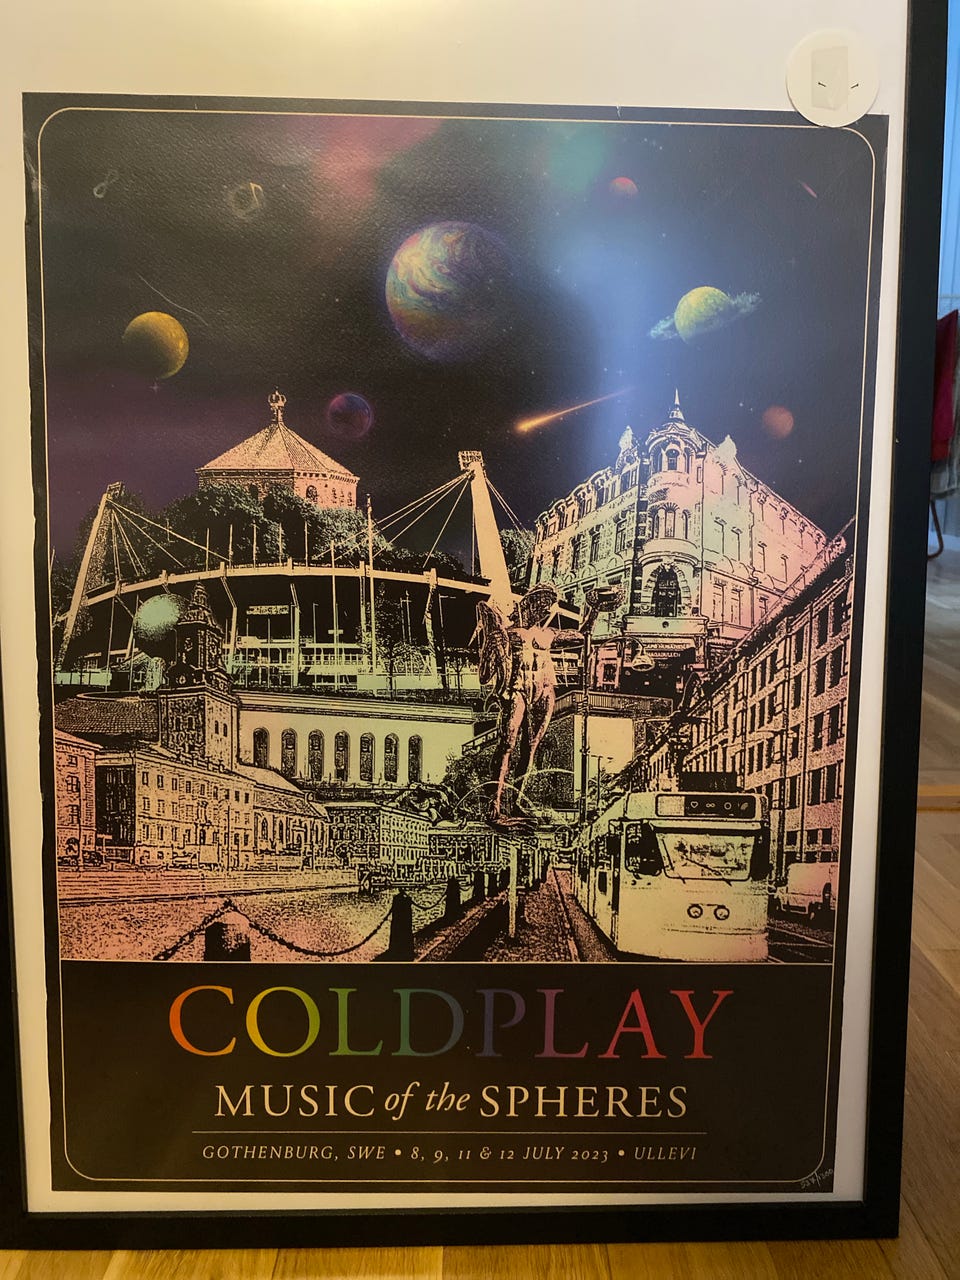 COLDPLAY
MUSIC of the SPHERES
GOTHENBURG, SWE • 8, 9, 11 & 12 JULY 2023 • ULLEVI